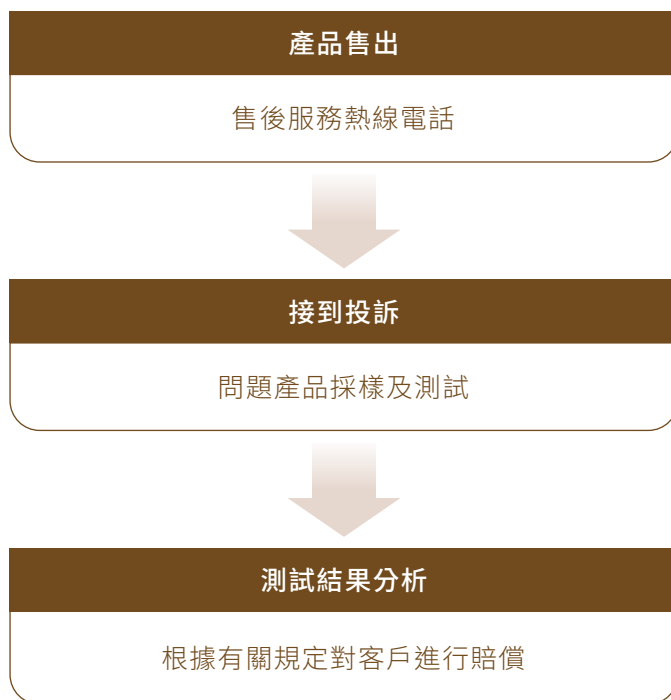 產品售出
售後服務熱線電話
接到投訴
問題產品採樣及測試
測試結果分析
根據有關規定對客戶進行賠償